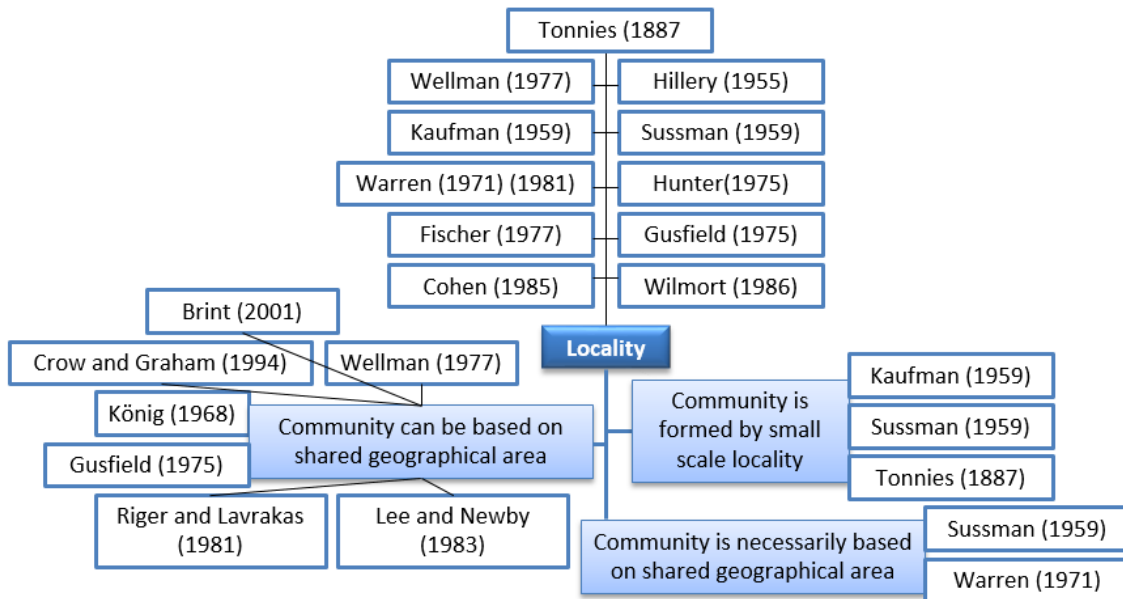 Tonnies (1887
Wellman (1977)
Hillery (1955)
Kaufman (1959)
Sussman (1959)
Warren (1971) (1981)
Hunter(1975)
Fischer (1977)
Gusfield (1975)
Cohen (1985)
Wilmort (1986)
Brint (2001)
Locality
Crow and Graham (1994)
Wellman (1977)
König (1968)
Gusfield (1975)
Community can be based on
shared geographical area
Riger and Lavrakas
(1981)
Lee and Newby
(1983)
Community is
formed by small
scale locality
Kaufman (1959)
Sussman (1959)
Tonnies (1887)
Community is necessarily based
on shared geographical area
Sussman (1959)
Warren (1971)